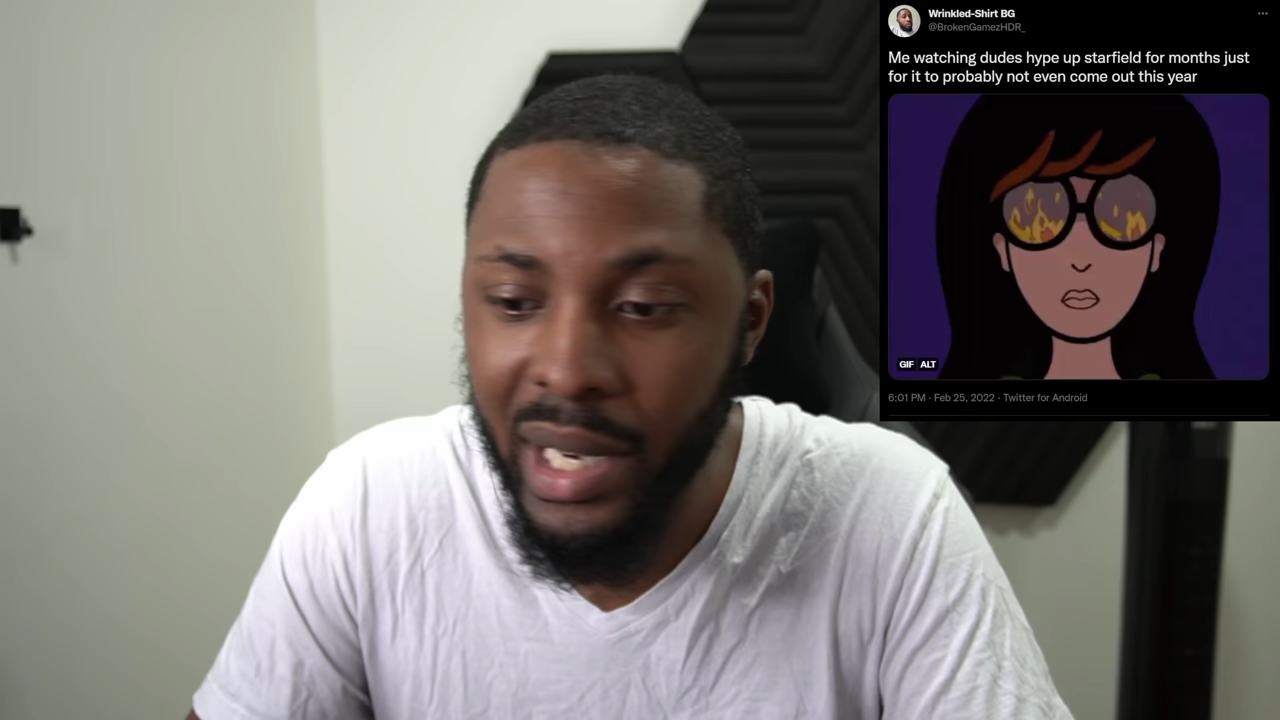 Wrinkled-Shirt BG
@BrokenGamezHDR_
Me watching dudes hype up starfield for months just
for it to probably not even come out this year
GIF ALT
6:01 PM · Feb 25, 2022 · Twitter for Android